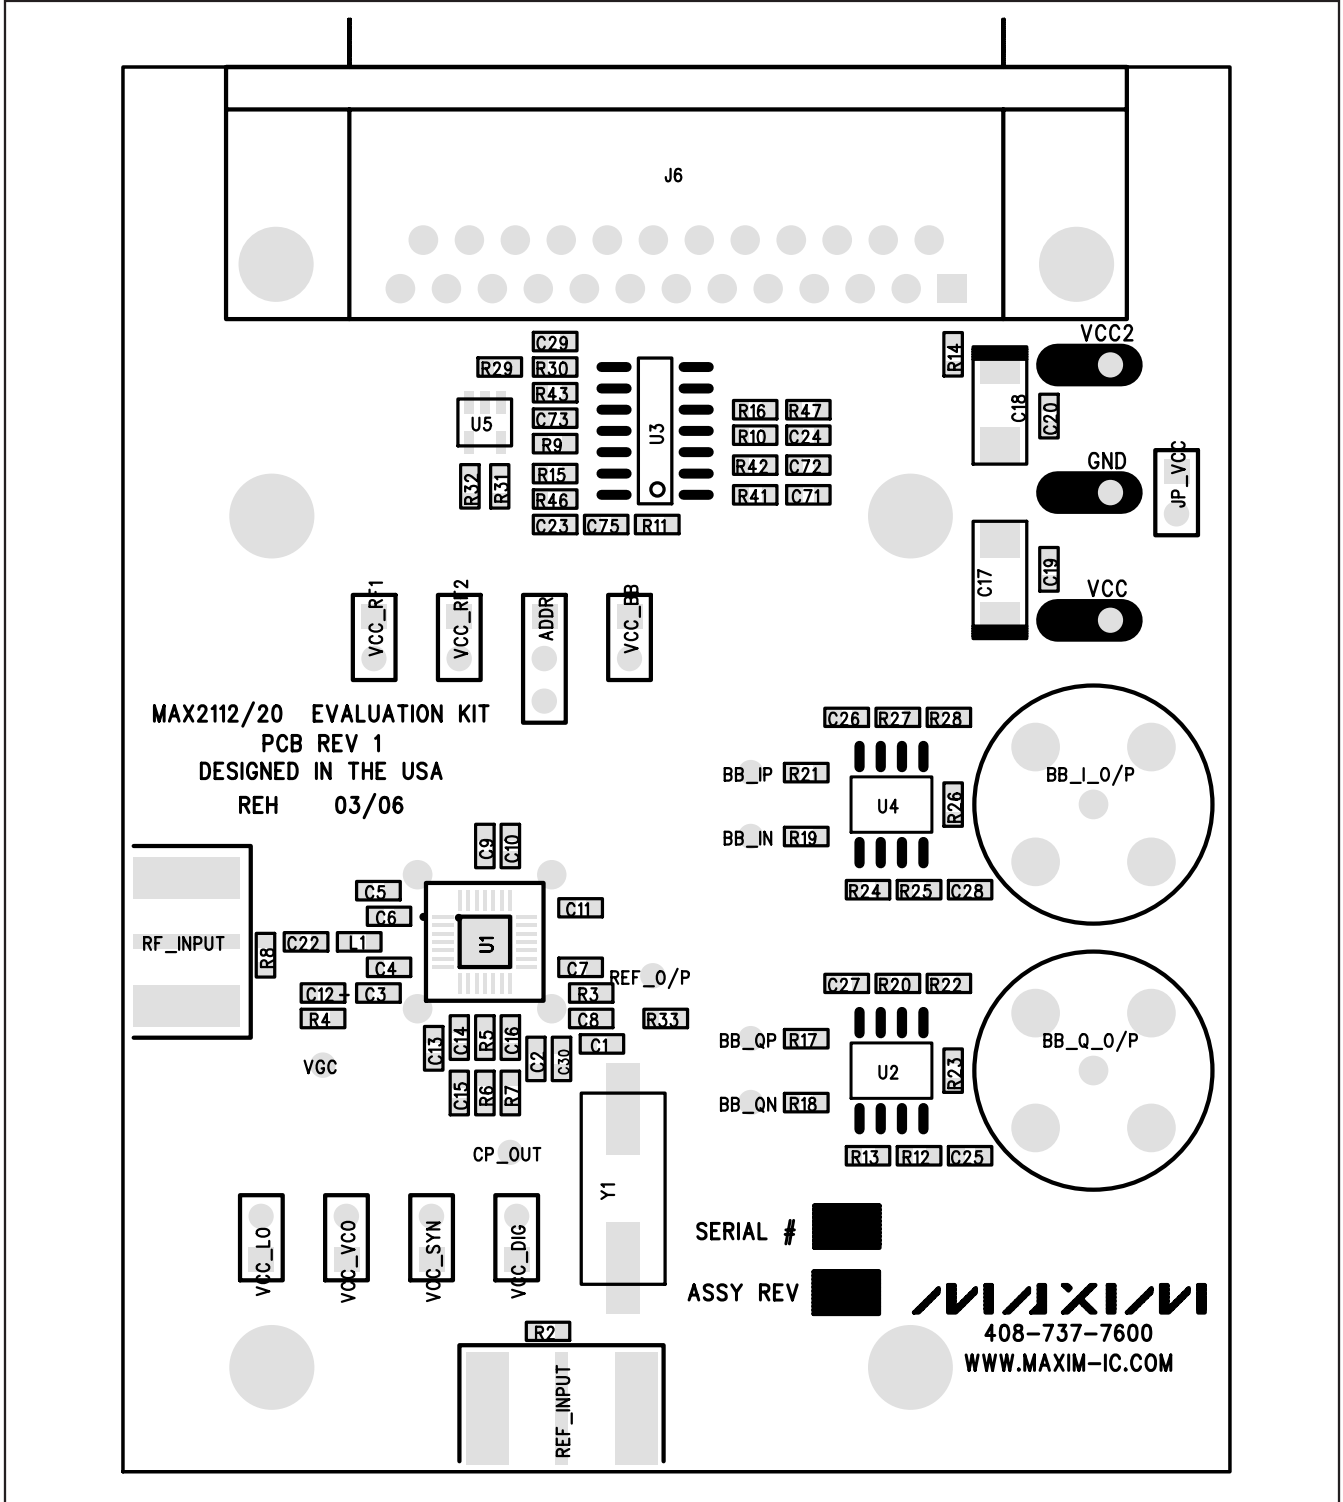 J6
VCC2
C29
R14
R29
R30
R43
C18
C20
R16
R47
C73
U5
U3
R10
C24
R9
GND
R42
C72
JP_VCC
R15
R32
R31
R41
C71
R46
C23
C75
R11
C19
C17
VCC
VCC_RF1
VCC_RF2
ADDR
VCC_BB
MAX2112/20 EVALUATION KIT
PCB REV 1
DESIGNED IN THE USA
REH 03/06
C26
R27
R28
BB_IP
R21
BB_I_O/P
U4
R26
BB_IN
R19
C9
C10
C5
R24
R25
C28
C6
C11
RF_INPUT
R8
C22
L1
U1
C4
C7
REF_O/P
C27
R20
R22
C12+
C3
R3
R4
C8
R33
C13
C14
R5
C16
C2
C30
C1
BB_QP
R17
BB_Q_O/P
VGC
U2
R23
C15
R6
R7
BB_QN
R18
CP_OUT
R13
R12
C25
Y1
SERIAL #
VCC_LO
VCC_VCO
VCC_SYN
VCC_DIG
ASSY REV
MAXIM
R2
408-737-7600
WWW.MAXIM-IC.COM
REF_INPUT